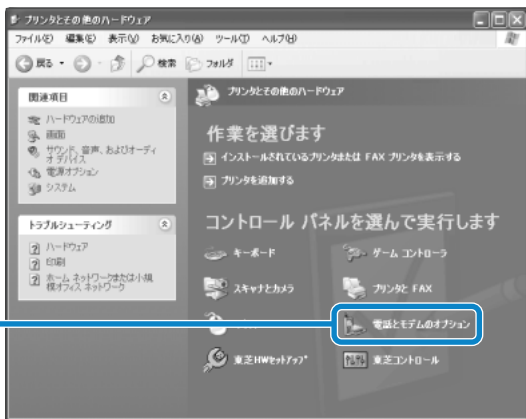 プリンタとその他のハードウェア
ファイル(F) 編集(E) 表示(V) お気に入り(A) ツール(T) ヘルプ(H)
戻る 検索 フォルダ
関連項目
ハードウェアの追加
画面
サウンド、音声、およびオーディ
オ デバイス
電源オプション
システム
トラブルシューティング
ハードウェア
印刷
ホーム ネットワークまたは小規
模オフィス ネットワーク
プリンタとその他のハードウェア
作業を選びます
インストールされているプリンタまたは FAX プリンタを表示する
プリンタを追加する
コントロール パネルを選んで実行します
キーボード
ゲーム コントローラ
スキャナとカメラ
プリンタと FAX
電話とモデムのオプション
東芝HWセットアップ
東芝コントロール